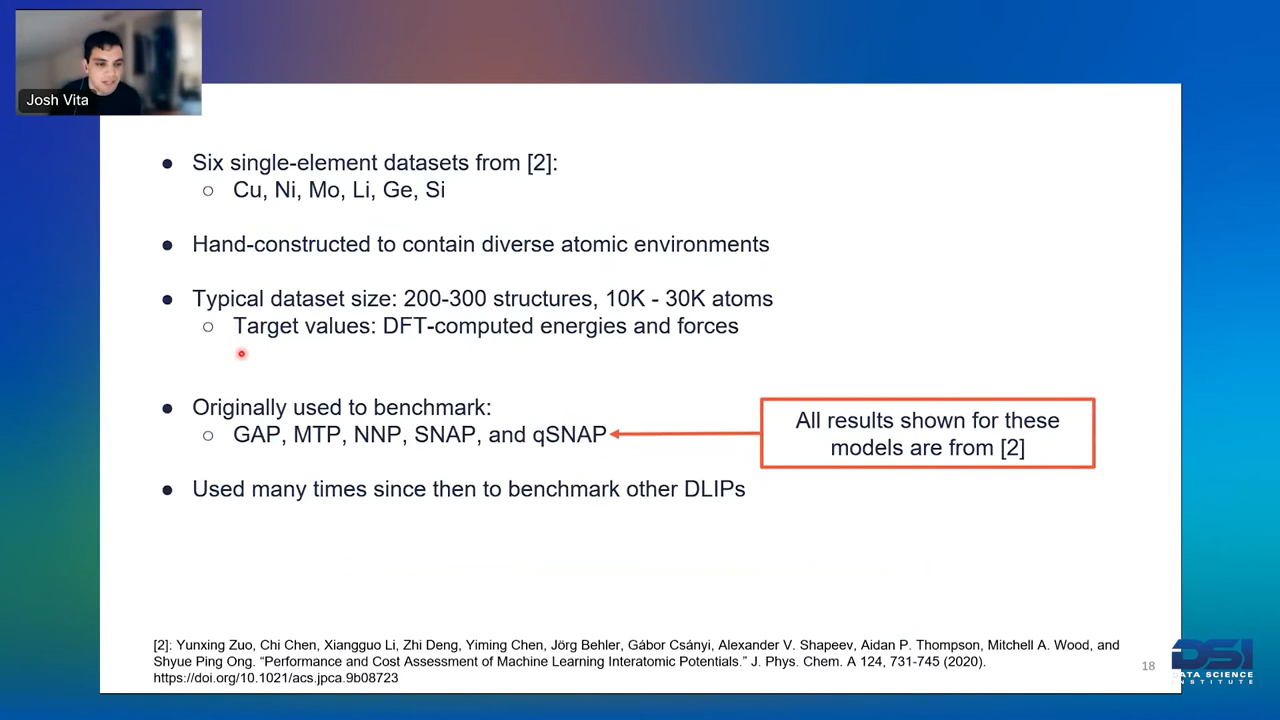 Josh Vita
● Six single-element datasets from [2]:
○ Cu, Ni, Mo, Li, Ge, Si
● Hand-constructed to contain diverse atomic environments
● Typical dataset size: 200-300 structures, 10K - 30K atoms
○ Target values: DFT-computed energies and forces
● Originally used to benchmark:
○ GAP, MTP, NNP, SNAP, and qSNAP
All results shown for these
models are from [2]
● Used many times since then to benchmark other DLIPs
[2]: Yunxing Zuo, Chi Chen, Xiangguo Li, Zhi Deng, Yiming Chen, Jörg Behler, Gábor Csányi, Alexander V. Shapeev, Aidan P. Thompson, Mitchell A. Wood, and
Shyue Ping Ong. “Performance and Cost Assessment of Machine Learning Interatomic Potentials.” J. Phys. Chem. A 124, 731-745 (2020).
https://doi.org/10.1021/acs.jpca.9b08723
18
DSI
DATA SCIENCE
INSTITUTE